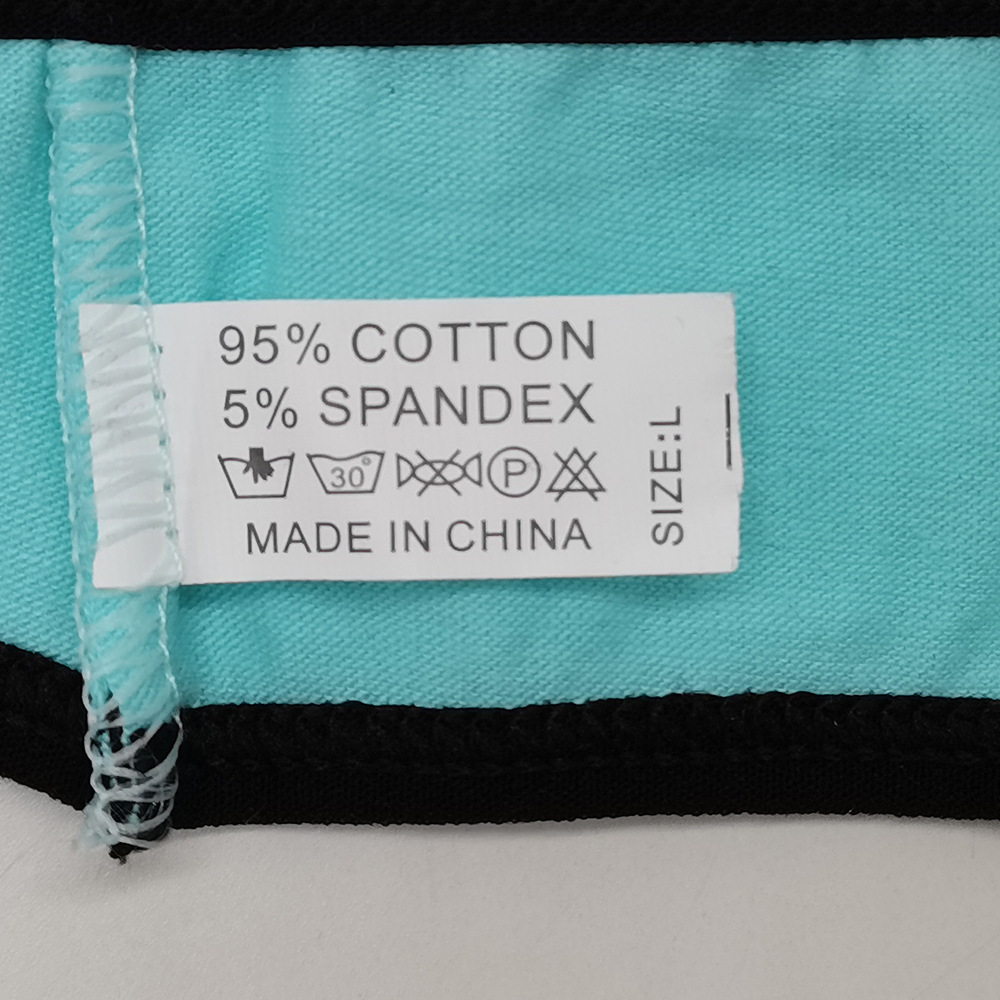 95% COTTON
5% SPANDEX
30°
P
MADE IN CHINA
SIZE:L